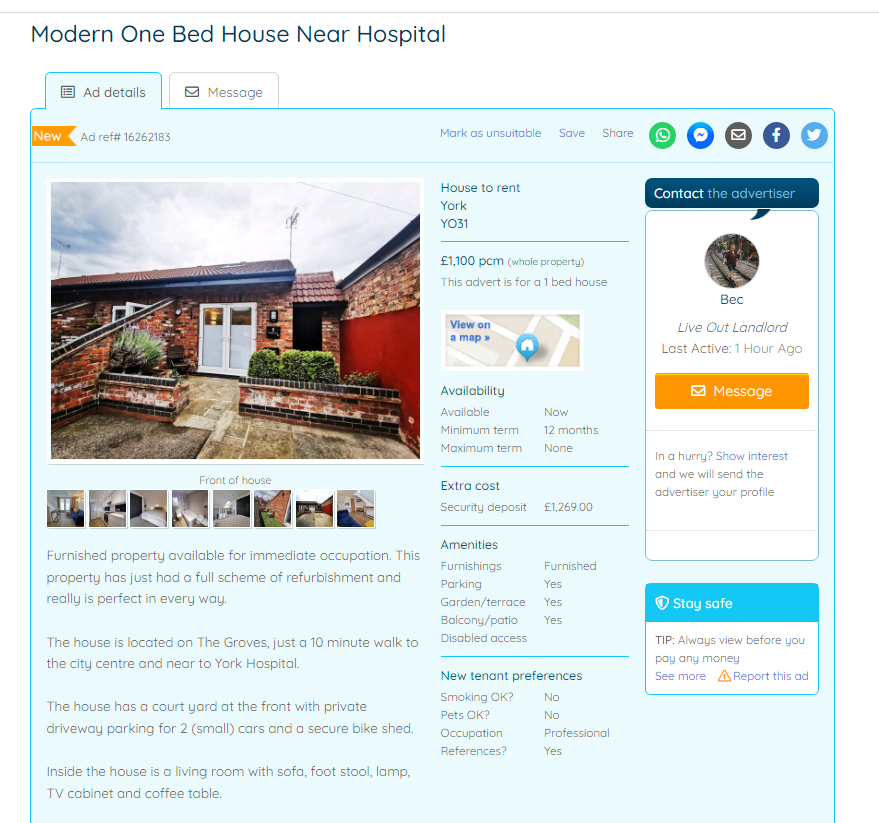 Modern One Bed House Near Hospital
Ad details
Message
New
Ad ref# 16262183
Mark as unsuitable
Save
Share
Front of house
Furnished property available for immediate occupation. This
property has just had a full scheme of refurbishment and
really is perfect in every way.
The house is located on The Groves, just a 10 minute walk to
the city centre and near to York Hospital.
The house has a court yard at the front with private
driveway parking for 2 (small) cars and a secure bike shed.
Inside the house is a living room with sofa, foot stool, lamp,
TV cabinet and coffee table.
House to rent
York
YO31
£1,100 pcm (whole property)
This advert is for a 1 bed house
View on
a map »
Availability
Available Now
Minimum term 12 months
Maximum term None
Extra cost
Security deposit £1,269.00
Amenities
Furnishings Furnished
Parking Yes
Garden/terrace Yes
Balcony/patio Yes
Disabled access
New tenant preferences
Smoking OK? No
Pets OK? No
Occupation Professional
References? Yes
Contact the advertiser
Bec
Live Out Landlord
Last Active: 1 Hour Ago
Message
In a hurry? Show interest
and we will send the
advertiser your profile
Stay safe
TIP: Always view before you
pay any money
See more Report this ad